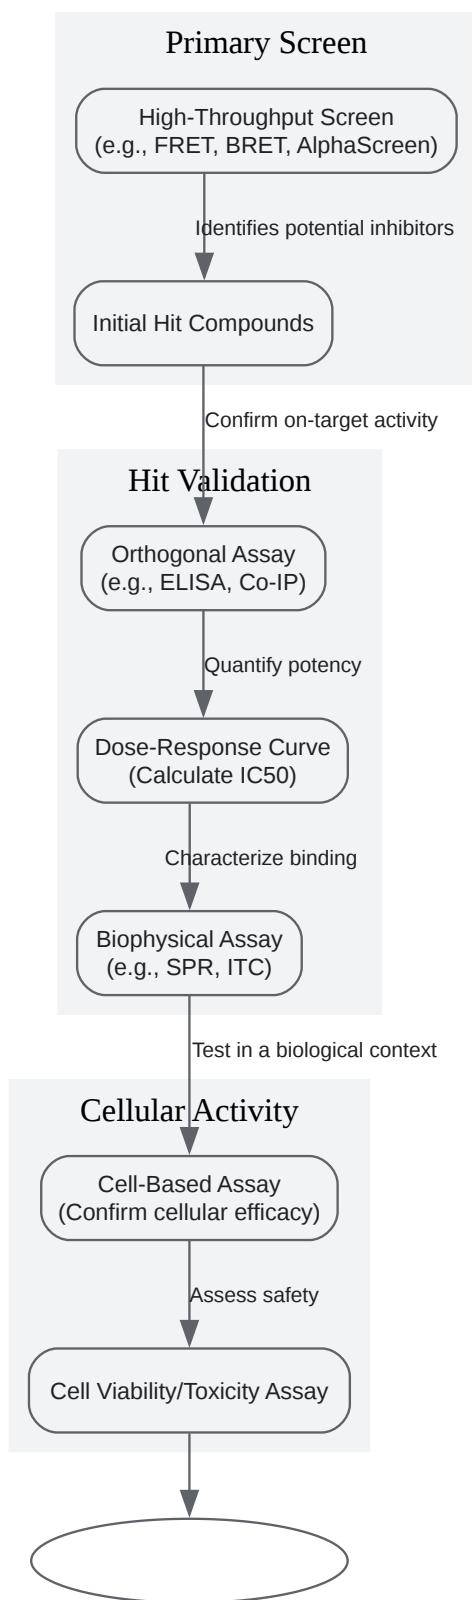 Primary Screen
High-Throughput Screen
(e.g., FRET, BRET, AlphaScreen)
Identifies potential inhibitors
Initial Hit Compounds
Confirm on-target activity
Hit Validation
Orthogonal Assay
(e.g., ELISA, Co-IP)
Quantify potency
Dose-Response Curve
(Calculate IC50)
Characterize binding
Biophysical Assay
(e.g., SPR, ITC)
Test in a biological context
Cellular Activity
Cell-Based Assay
(Confirm cellular efficacy)
Assess safety
Cell Viability/Toxicity Assay